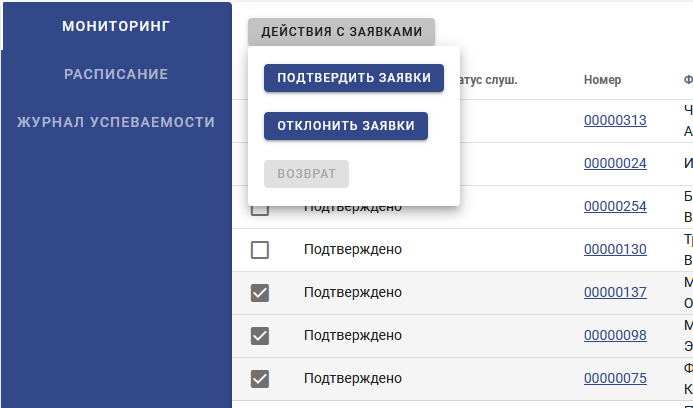 МОНИТОРИНГ
РАСПИСАНИЕ
ЖУРНАЛ УСПЕВАЕМОСТИ
ДЕЙСТВИЯ С ЗАЯВКАМИ
ПОДТВЕРДИТЬ ЗАЯВКИ
ОТКЛОНИТЬ ЗАЯВКИ
ВОЗВРАТ
слуш. Номер Ф
00000313 Ч
А
00000024 И
Подтверждено 00000254 Б
В
Подтверждено 00000130 Т
В
Подтверждено 00000137 М
О
Подтверждено 00000098 М
Э
Подтверждено 00000075 Ф
К